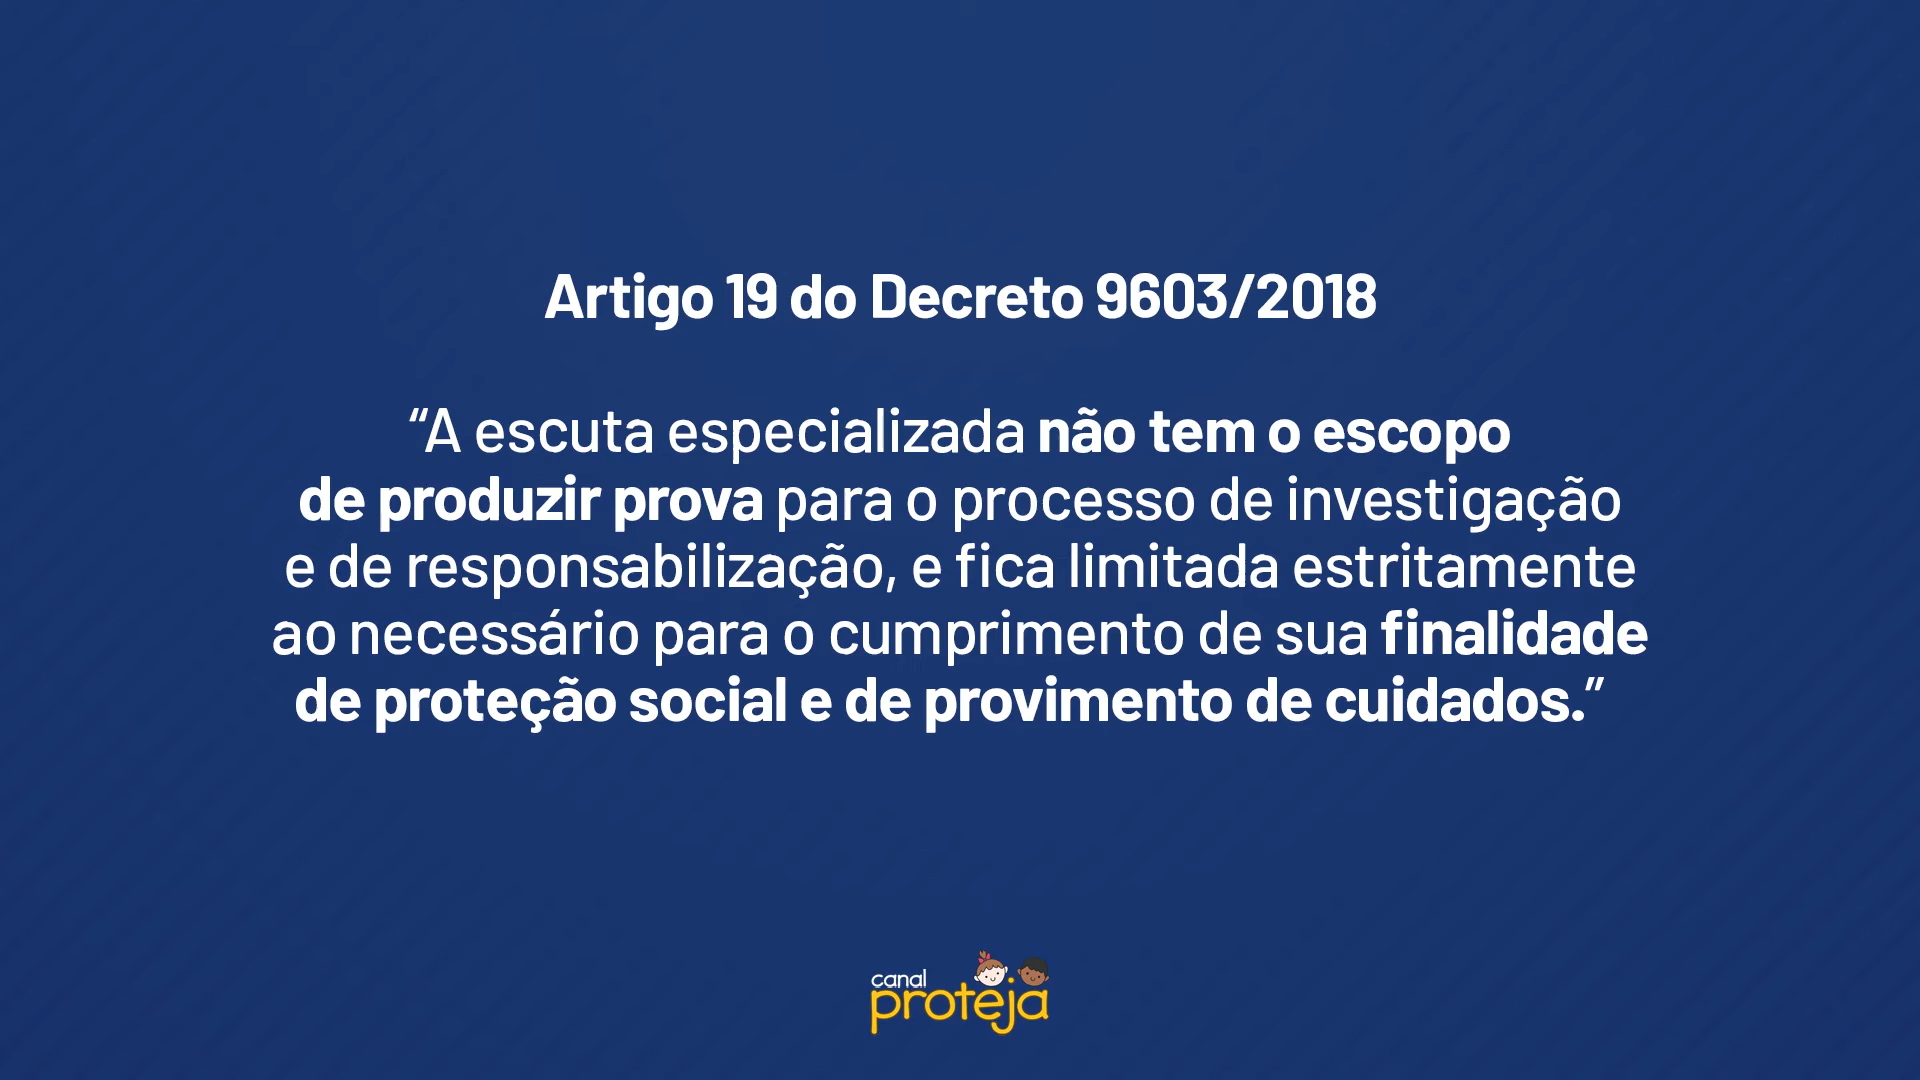 Artigo 19 do Decreto 9603/2018
“A escuta especializada não tem o escopo
de produzir prova para o processo de investigação
e de responsabilização, e fica limitada estritamente
ao necessário para o cumprimento de sua finalidade
de proteção social e de provimento de cuidados.”
canal
proteja